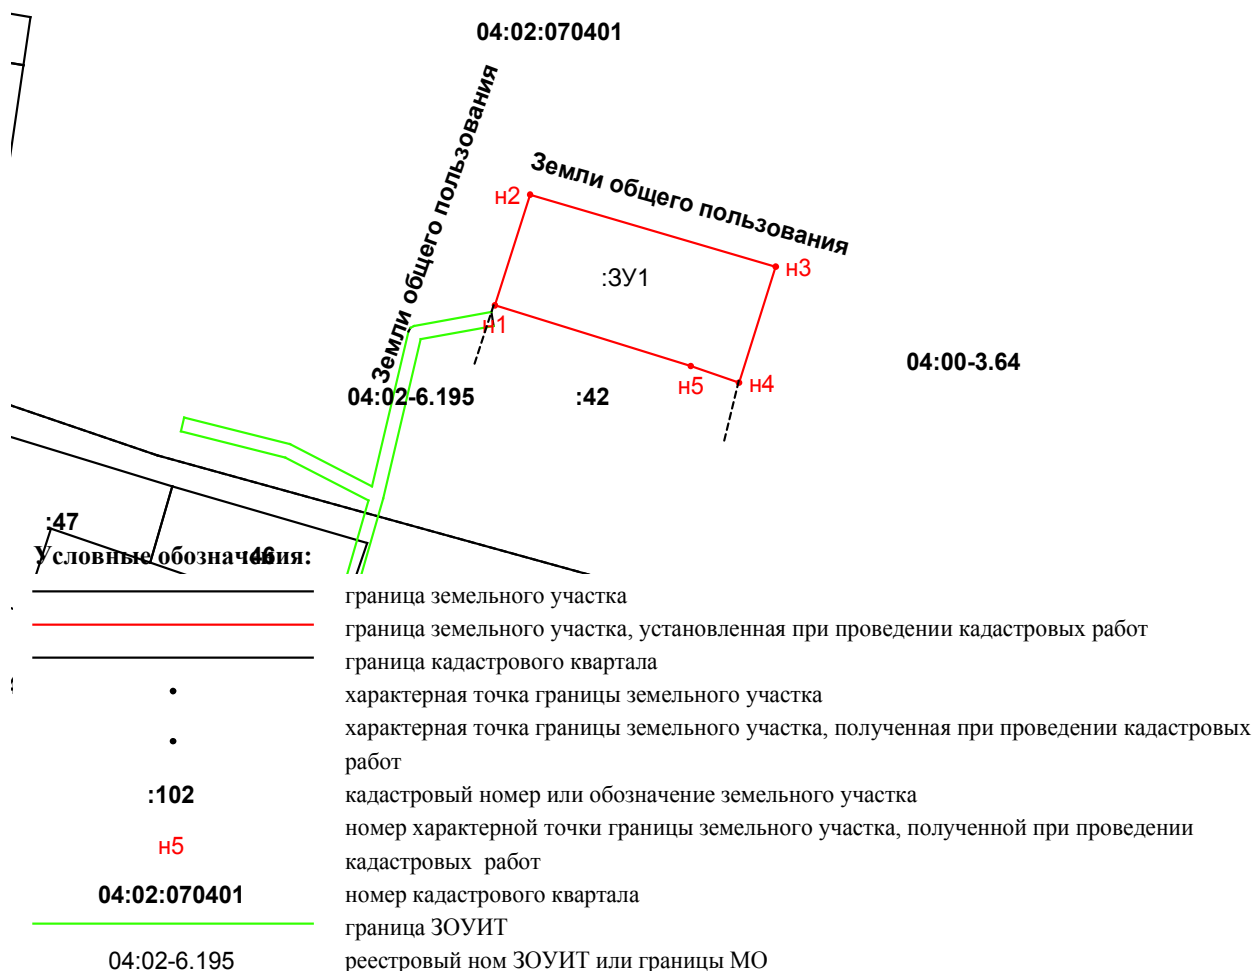 04:02:070401
Земли общего пользования
Земли общего пользования
н2
н3
:ЗУ1
н1
04:00-3.64
н5
н4
04:02-6.195
:42
:47
:46
Условные обозначения:
граница земельного участка
граница земельного участка, установленная при проведении кадастровых работ
граница кадастрового квартала
характерная точка границы земельного участка
характерная точка границы земельного участка, полученная при проведении кадастровых
работ
:102 кадастровый номер или обозначение земельного участка
н5 номер характерной точки границы земельного участка, полученной при проведении
кадастровых работ
04:02:070401 номер кадастрового квартала
граница ЗОУИТ
04:02-6.195 реестровый ном ЗОУИТ или границы МО